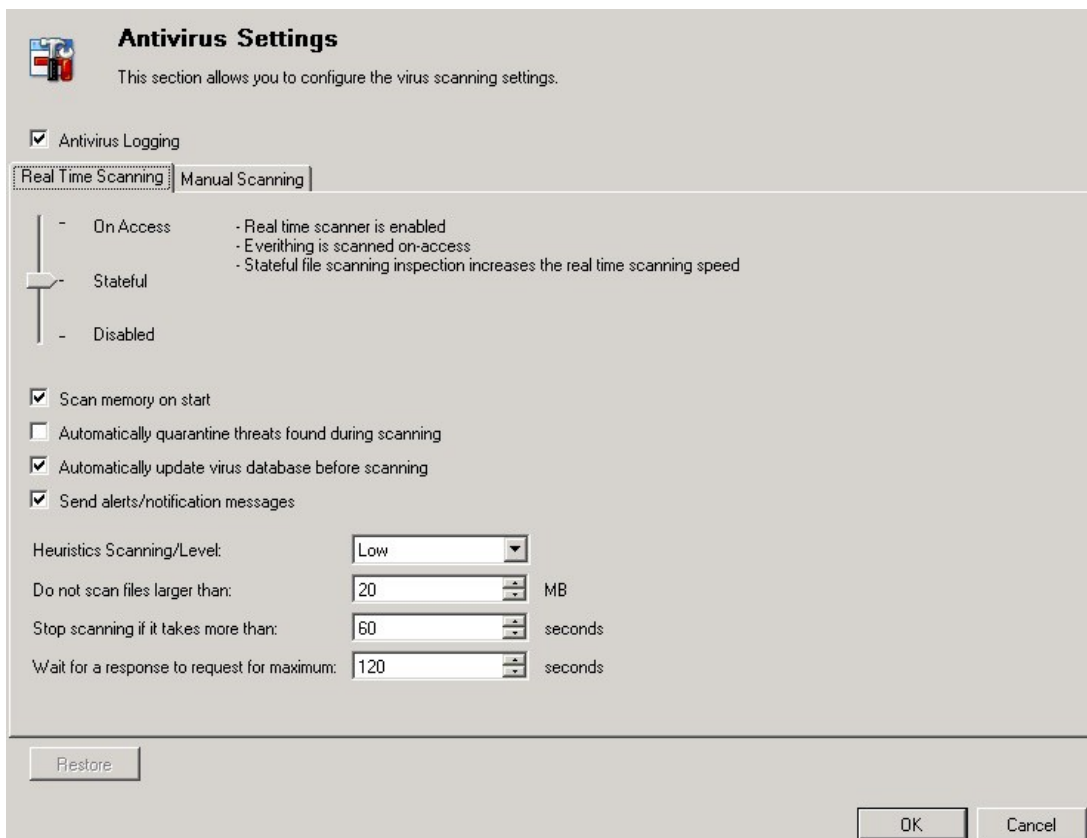 Antivirus Settings
This section allows you to configure the virus scanning settings.
Antivirus Logging
Real Time Scanning
Manual Scanning
On Access
- Real time scanner is enabled
- Everithing is scanned on-access
- Stateful file scanning inspection increases the real time scanning speed
Stateful
Disabled
Scan memory on start
Automatically quarantine threats found during scanning
Automatically update virus database before scanning
Send alerts/notification messages
Heuristics Scanning/Level: Low
Do not scan files larger than: 20 MB
Stop scanning if it takes more than: 60 seconds
Wait for a response to request for maximum: 120 seconds
Restore
OK Cancel